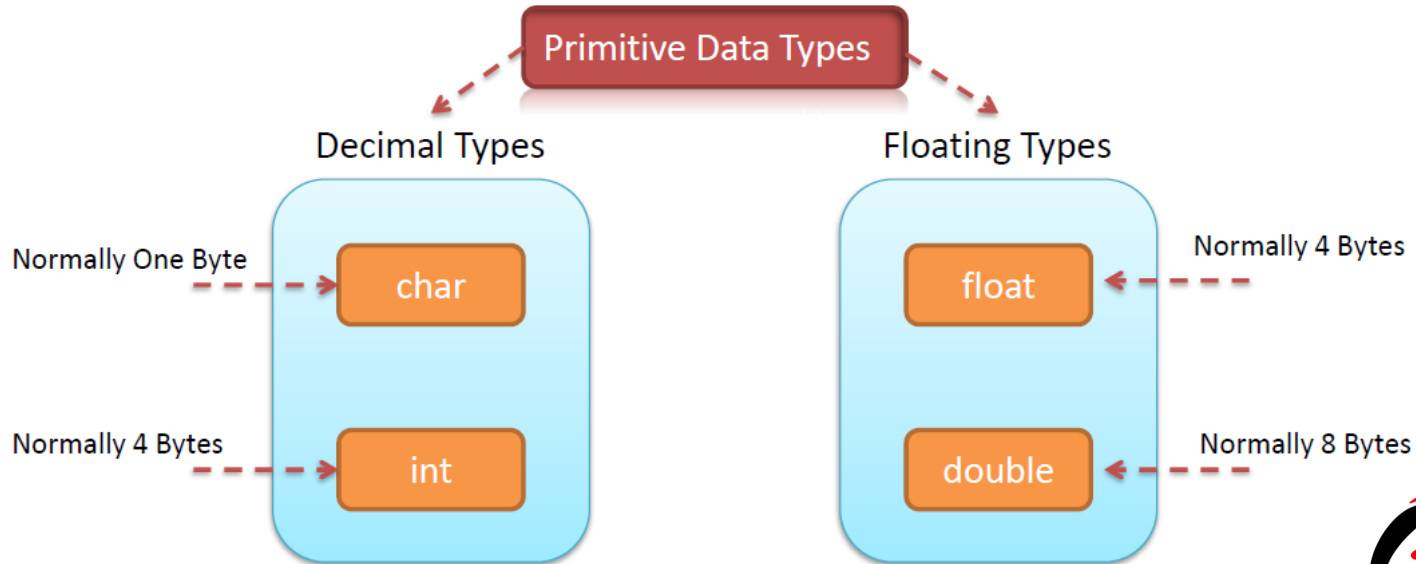 Primitive Data Types
Decimal Types
Floating Types
Normally One Byte
char
float
Normally 4 Bytes
Normally 4 Bytes
int
double
Normally 8 Bytes